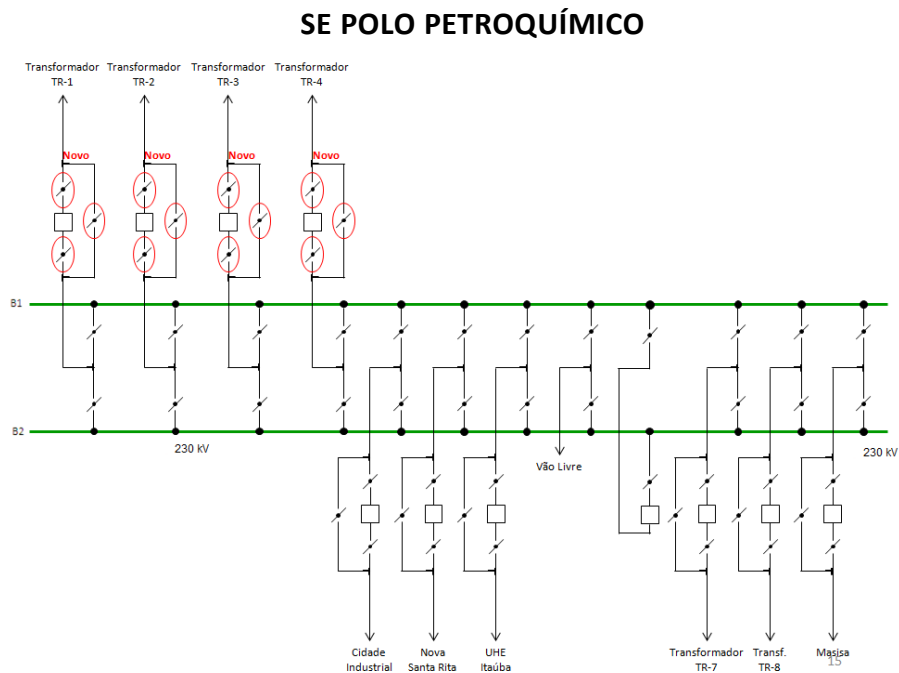 SE POLO PETROQUÍMICO
Transformador Transformador Transformador Transformador
TR-1 TR-2 TR-3 TR-4
Novo Novo Novo Novo
B1
B2
230 kV
230 kV
Vão Livre
Cidade Nova UHE Transformador Transf. Masisa
Industrial Santa Rita Itaúba TR-7 TR-8
15